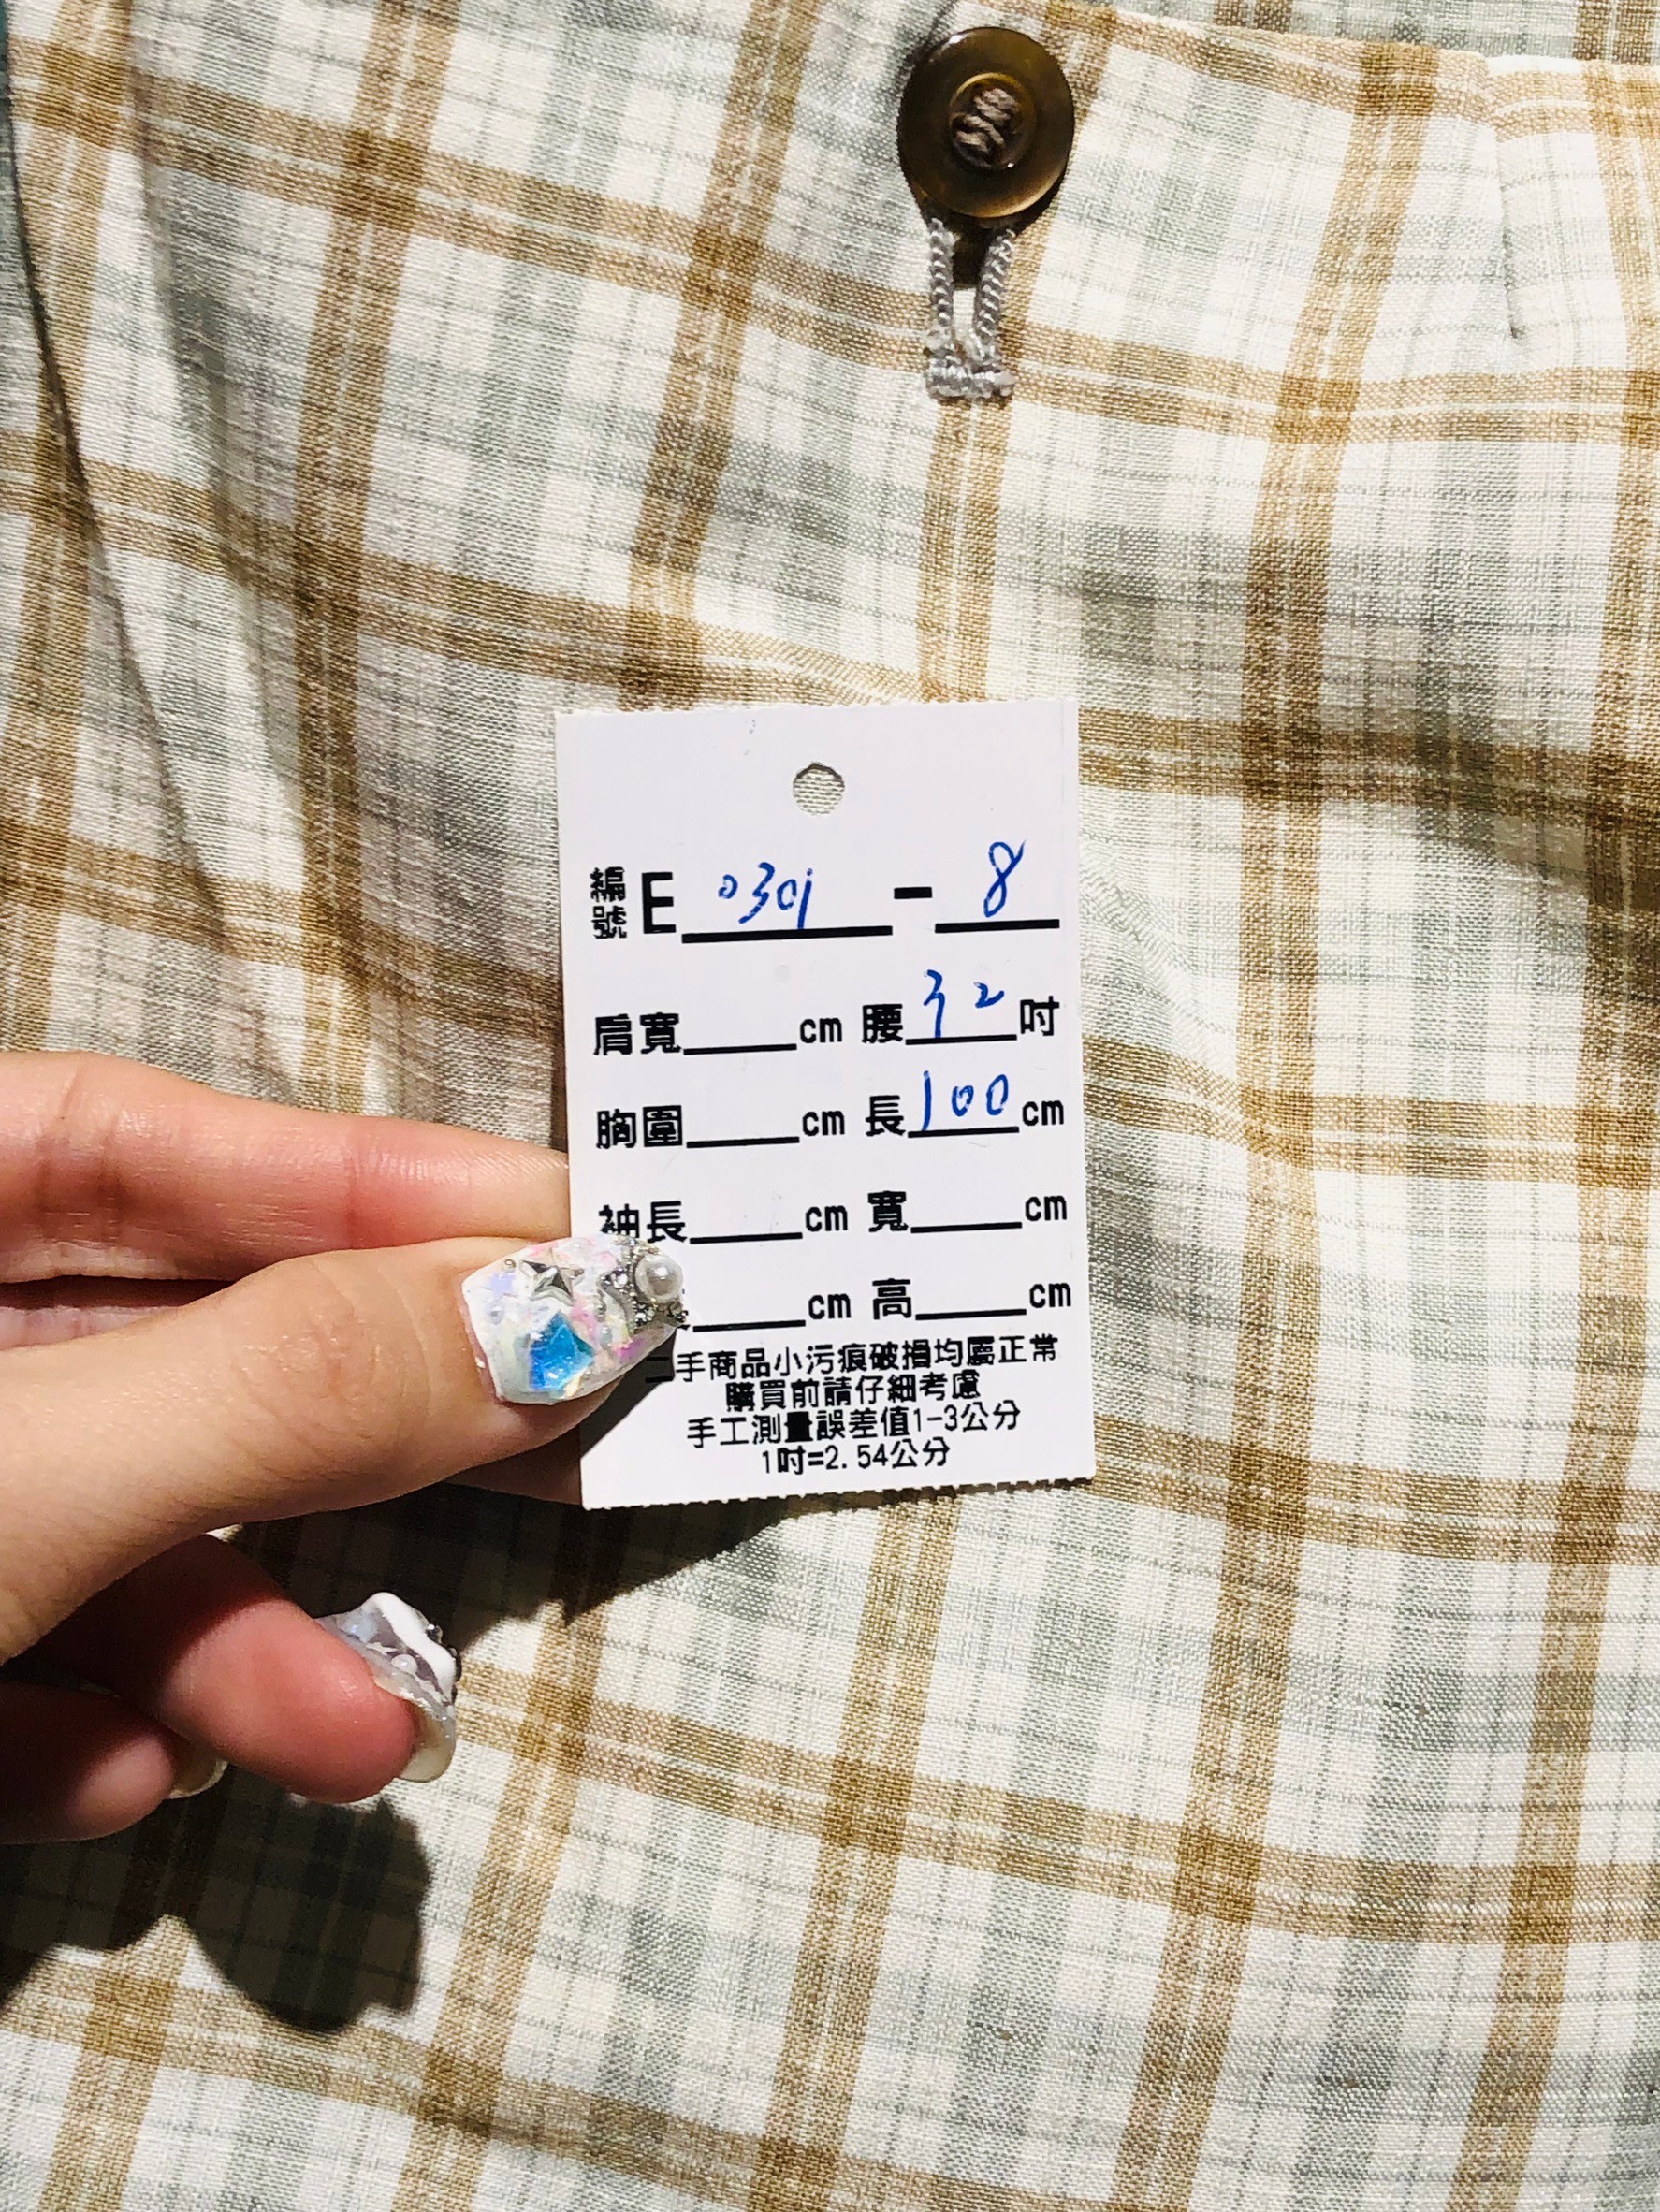 編號 E 0301 - 8
肩寬 cm 腰 32 吋
胸圍 cm 長 100 cm
袖長 cm 寬 cm
cm 高 cm
二手商品小污痕破損均屬正常
購買前請仔細考慮
手工測量誤差值1-3公分
1吋=2.54公分